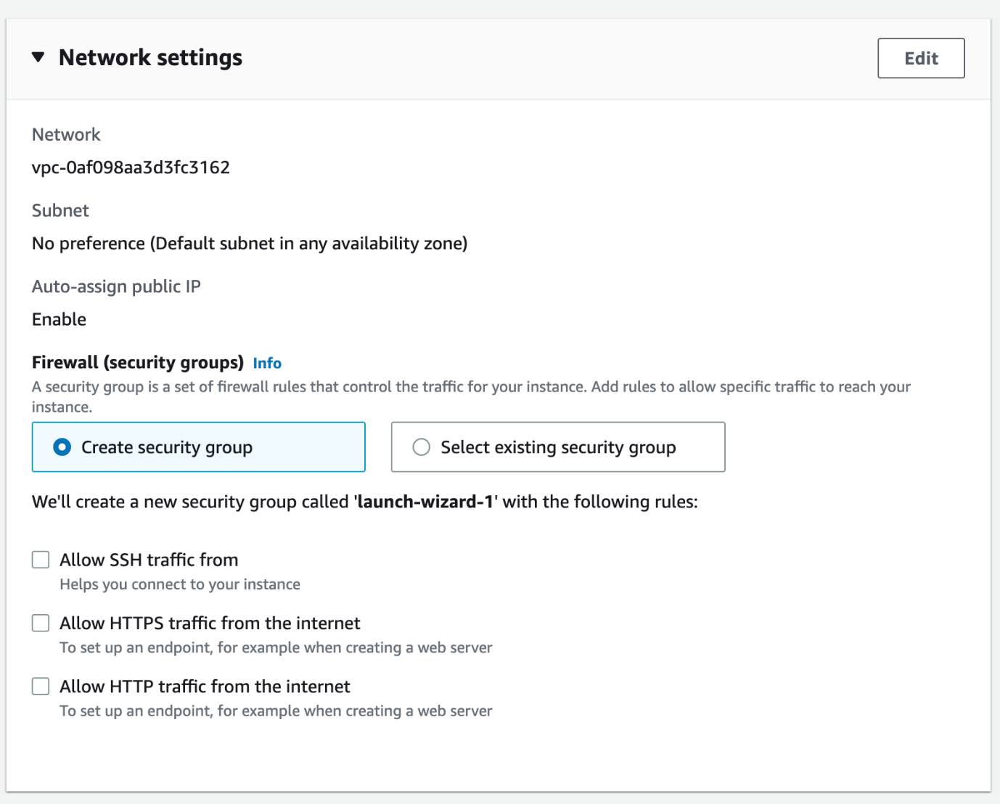 Network settings
Edit
Network
vpc-0af098aa3d3fc3162
Subnet
No preference (Default subnet in any availability zone)
Auto-assign public IP
Enable
Firewall (security groups) Info
A security group is a set of firewall rules that control the traffic for your instance. Add rules to allow specific traffic to reach your
instance.
Create security group
Select existing security group
We'll create a new security group called 'launch-wizard-1' with the following rules:
Allow SSH traffic from
Helps you connect to your instance
Allow HTTPS traffic from the internet
To set up an endpoint, for example when creating a web server
Allow HTTP traffic from the internet
To set up an endpoint, for example when creating a web server